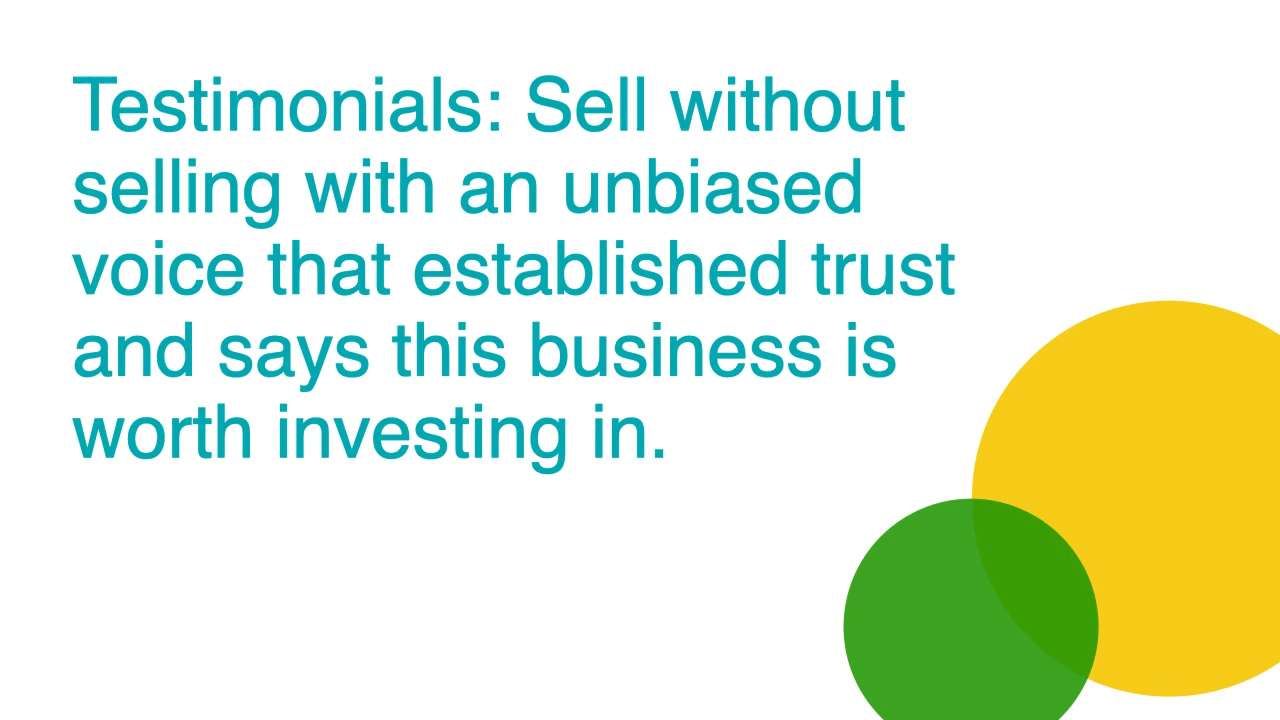 Testimonials: Sell without
selling with an unbiased
voice that established trust
and says this business is
worth investing in.